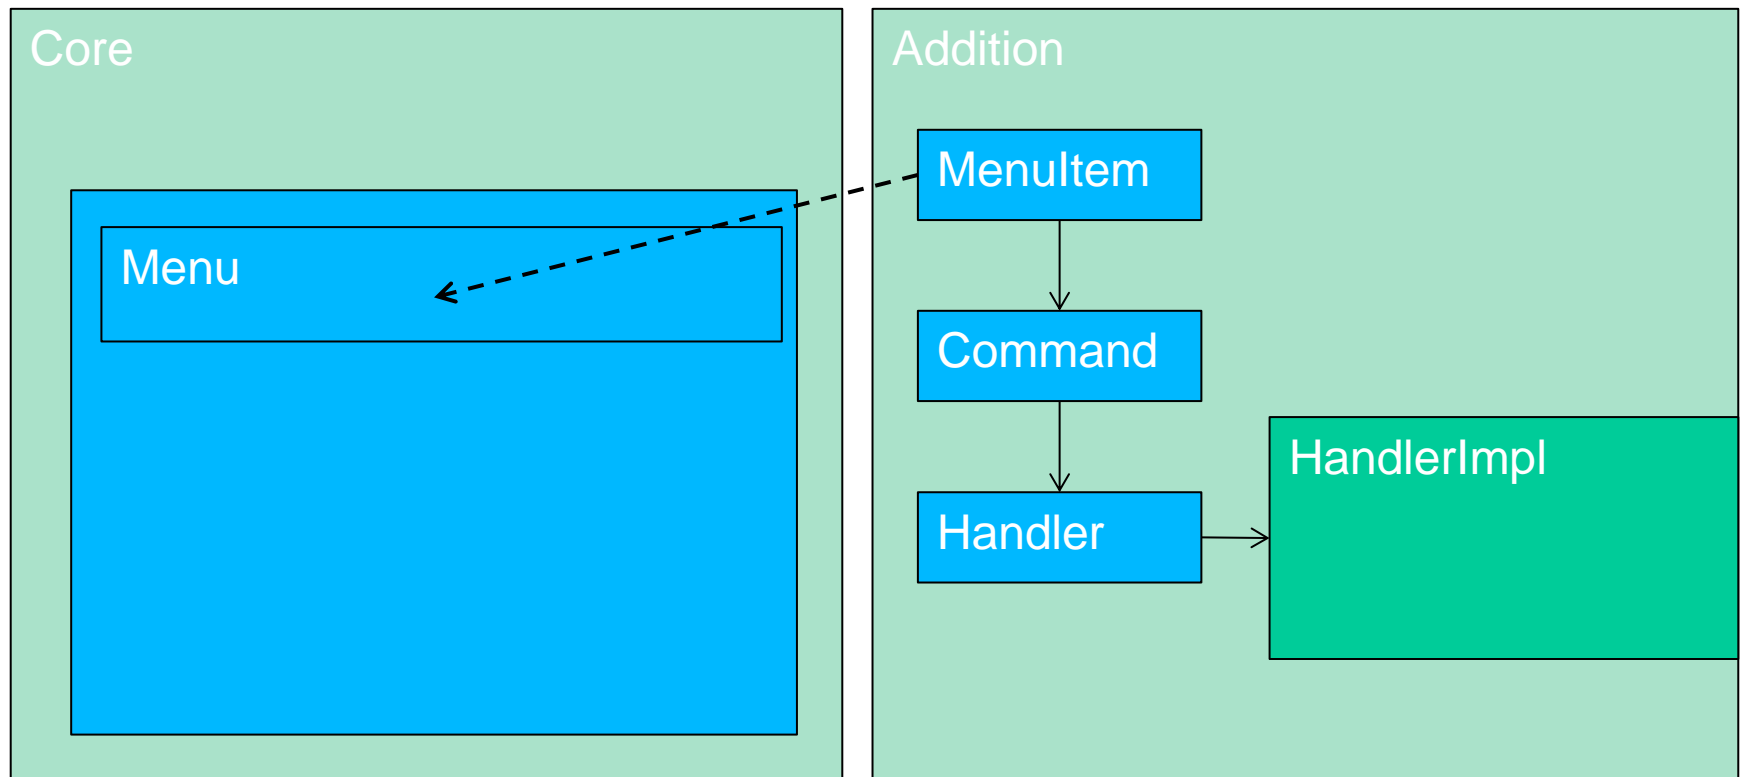 Core
Addition
MenuItem
Menu
Command
HandlerImpl
Handler